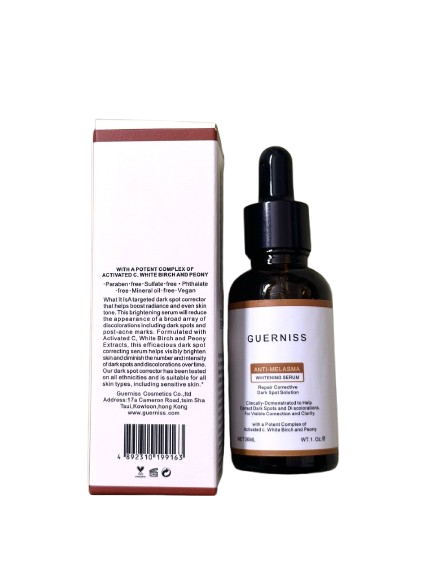 WITH A POTENT COMPLEX OF
ACTIVATED C. WHITE BIRCH AND PEONY
-Paraben-free-Sulfate-free • Phthalate
-free-Mineral oil-free-Vegan
What It IsA targeted dark spot corrector
that helps boost radiance and even skin
tone. This brightening serum will reduce
the appearance of a broad array of
discolorations including dark spots and
post-acne marks. Formulated with
Activated C, White Birch and Peony
Extracts, this efficacious dark spot
correcting serum helps visibly brighten
skin and diminish the number and intensity
of dark spots and discolorations over time.
Our dark spot corrector has been tested
on all ethnicities and is suitable for all
skin types, including sensitive skin.*
Guerniss Cosmetics Co.,ltd
Address:17a Cameron Road,tsim Sha
Tsui,Kowloon,hong Kong
www.guerniss.com
4 892310 199163
GUERNISS
ANTI-MELASMA
WHITENING SERUM
Repair Corrective
Dark Spot Solution
Clinically-Demonstrated to Help
Correct Dark Spots and Discolorations.
For Visible Correction and Clarity.
with a Potent Complex of
Activated c. White Birch and Peony
NET 30ML WT. 1. Oz.